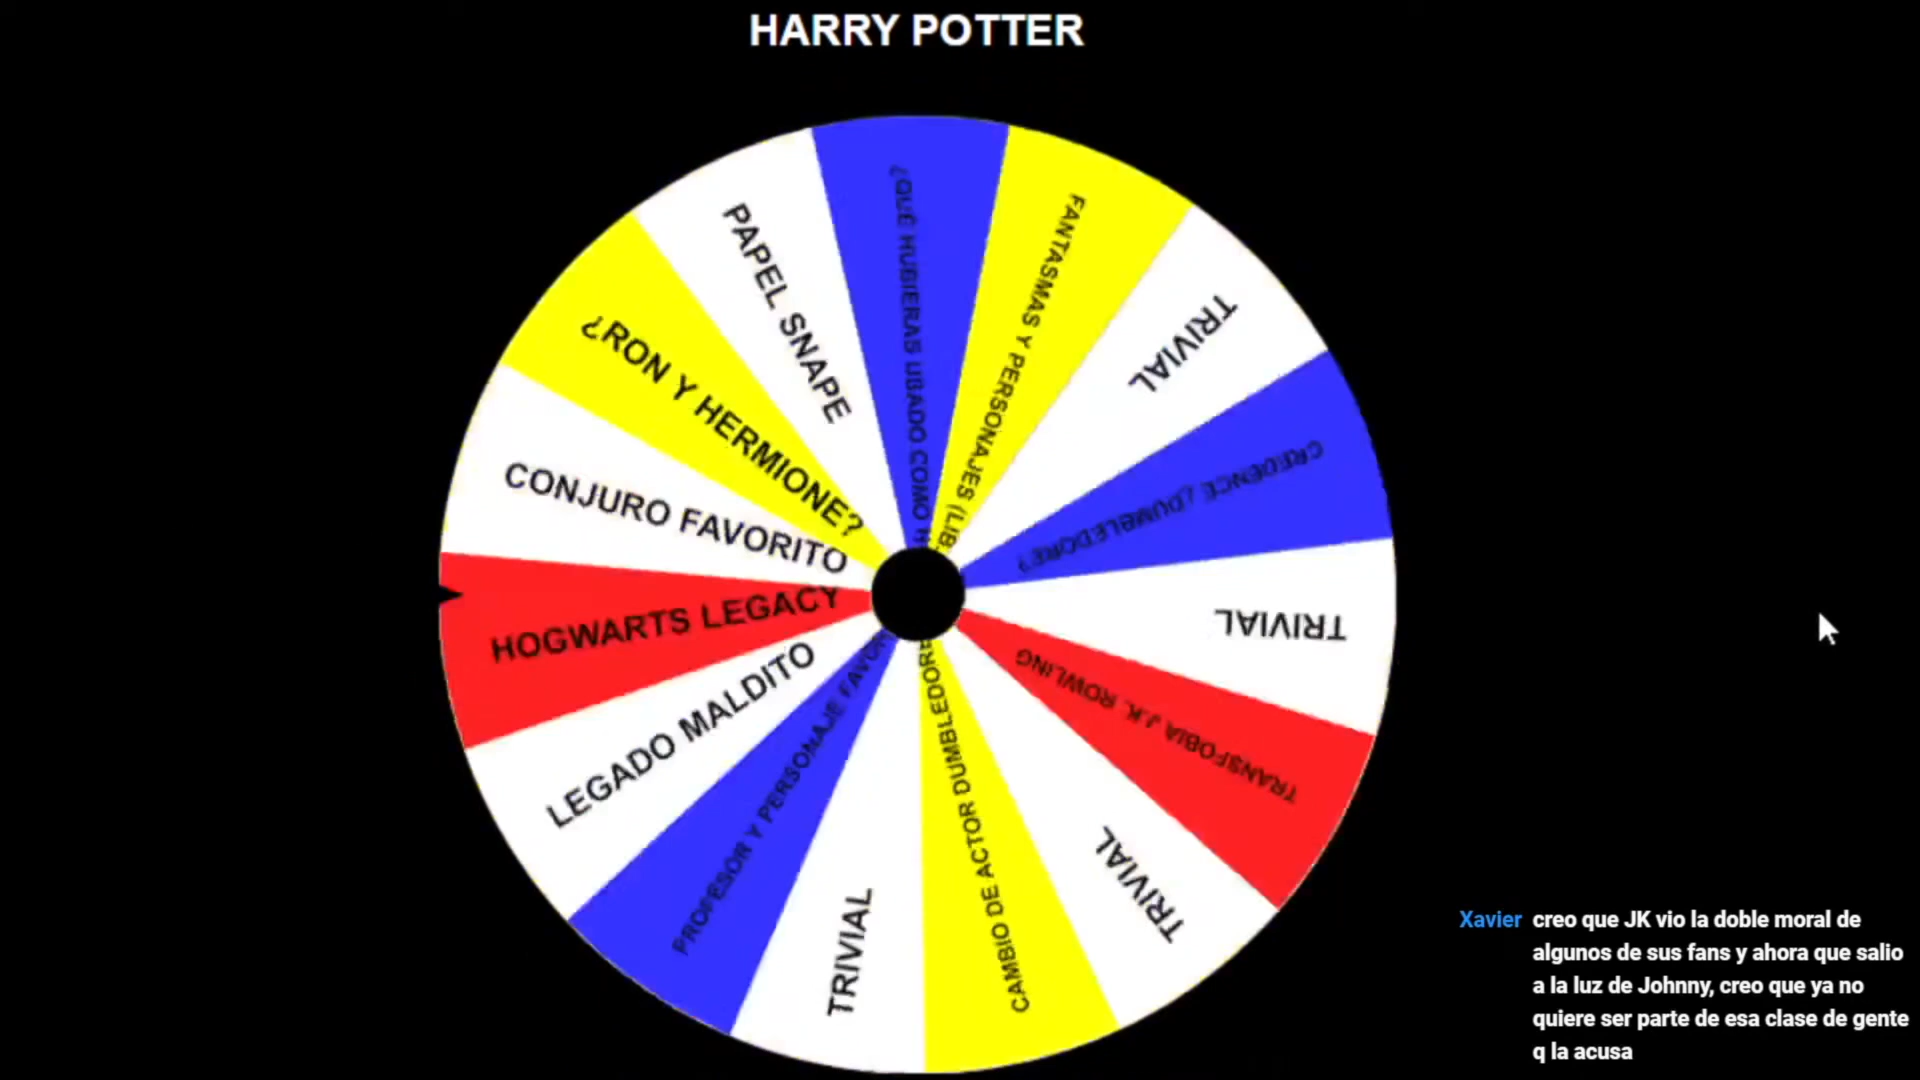 HARRY POTTER
¿QUÉ HUBIERAS USADO COMO H
FANTASMAS Y PERSONAJES (LIB
TRIVIAL
CREDENCE ¿DUMBLEDORE?
TRIVIAL
TRANSFOBIA J.K. ROWLING
TRIVIAL
CAMBIO DE ACTOR DUMBLEDORE
TRIVIAL
PROFESOR Y PERSONAJE FAVOR
LEGADO MALDITO
HOGWARTS LEGACY
CONJURO FAVORITO
¿RON Y HERMIONE?
PAPEL SNAPE
Xavier creo que JK vio la doble moral de
algunos de sus fans y ahora que salio
a la luz de Johnny, creo que ya no
quiere ser parte de esa clase de gente
q la acusa